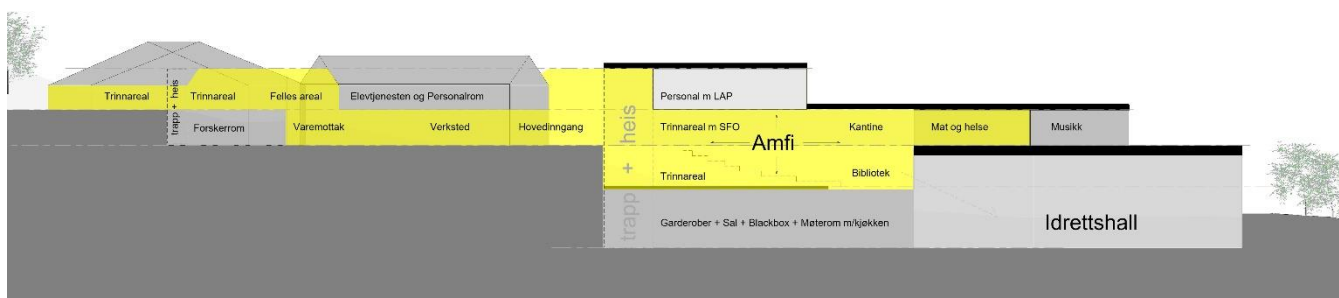 Trinnareal
trapp + heis
Trinnareal
Felles areal
Elevtjenesten og Personalrom
Personal m LAP
Forskerrom
Varemottak
Verksted
Hovedinngang
trapp + heis
Trinnareal m SFO
Kantine
Mat og helse
Musikk
Amfi
Trinnareal
Bibliotek
Garderober + Sal + Blackbox + Møterom m/kjøkken
Idrettshall